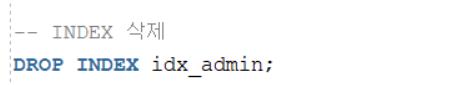 -- INDEX 삭제
DROP INDEX idx_admin;